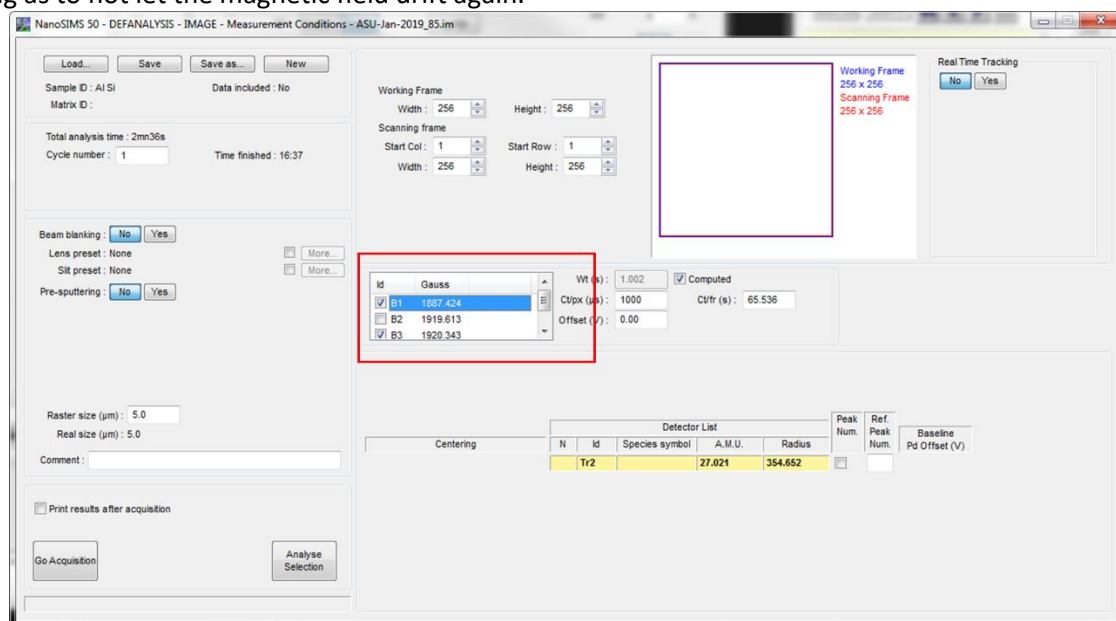 g as to not let the magnetic field drift again.
NanoSIMS 50 - DEFANALYSIS - IMAGE - Measurement Conditions - ASU-Jan-2019_85.im
Load... Save Save as... New
Sample ID : Al Si Data included : No
Matrix ID :
Total analysis time : 2mn36s
Cycle number : 1 Time finished : 16:37
Beam blanking : No Yes
Lens preset : None More...
Slit preset : None More...
Pre-sputtering : No Yes
Raster size (µm) : 5.0
Real size (µm) : 5.0
Comment :
Print results after acquisition
Go Acquisition
Analyse
Selection
Working Frame
Width : 256 Height : 256
Scanning frame
Start Col : 1 Start Row : 1
Width : 256 Height : 256
Working Frame
256 x 256
Scanning Frame
256 x 256
Real Time Tracking
No Yes
Id Gauss
B1 1887.424
B2 1919.613
B3 1920.343
Wt (s) : 1.002 Computed
Ct/px (µs) : 1000 Ct/fr (s) : 65.536
Offset (V) : 0.00
Centering
Detector List
N Id Species symbol A.M.U. Radius
Peak
Num.
Ref.
Peak
Num.
Baseline
Pd Offset (V)
Tr2 27.021 354.652